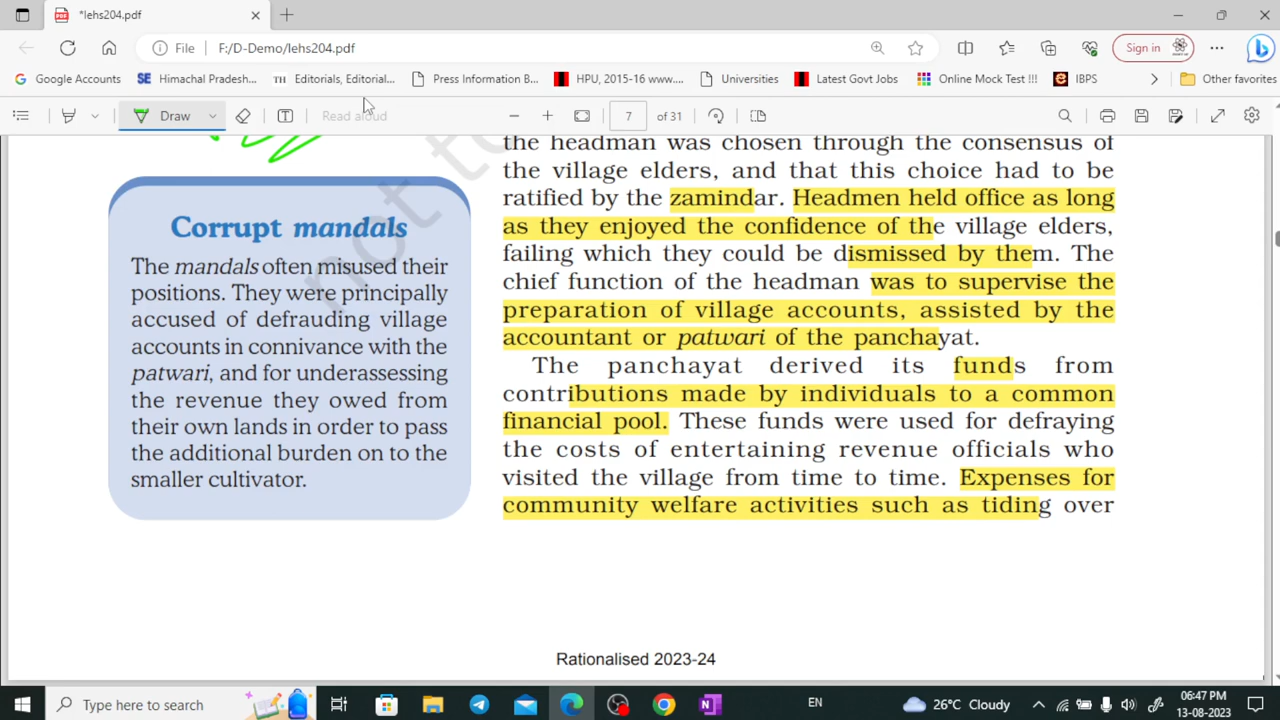 *lehs204.pdf
File F:/D-Demo/lehs204.pdf
Sign in
Google Accounts
SE Himachal Pradesh...
TH Editorials, Editorial...
Press Information B...
HPU, 2015-16 www....
Universities
Latest Govt Jobs
Online Mock Test !!!
IBPS
Other favorites
Draw
Read aloud
7 of 31
not to
the headman was chosen through the consensus of
the village elders, and that this choice had to be
ratified by the zamindar. Headmen held office as long
as they enjoyed the confidence of the village elders,
failing which they could be dismissed by them. The
chief function of the headman was to supervise the
preparation of village accounts, assisted by the
accountant or patwari of the panchayat.
The panchayat derived its funds from
contributions made by individuals to a common
financial pool. These funds were used for defraying
the costs of entertaining revenue officials who
visited the village from time to time. Expenses for
community welfare activities such as tiding over
Corrupt mandals
The mandals often misused their
positions. They were principally
accused of defrauding village
accounts in connivance with the
patwari, and for underassessing
the revenue they owed from
their own lands in order to pass
the additional burden on to the
smaller cultivator.
Rationalised 2023-24
Type here to search
EN
26°C Cloudy
06:47 PM
13-08-2023